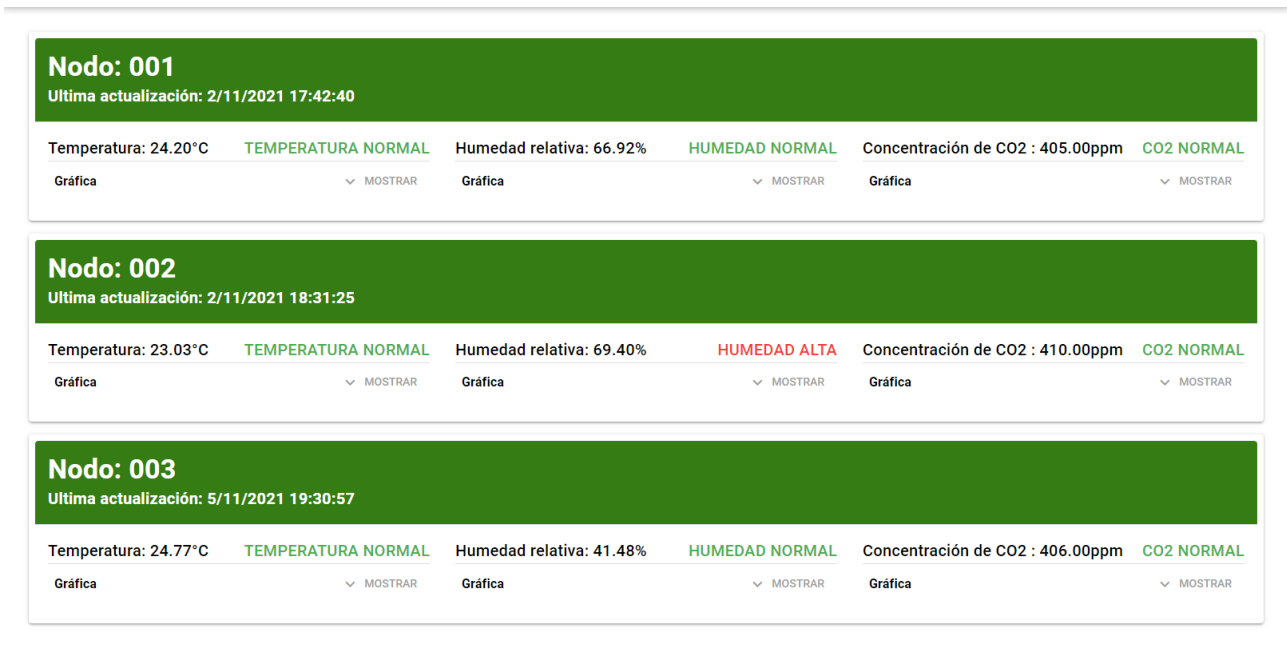 Nodo: 001
Ultima actualización: 2/11/2021 17:42:40
Temperatura: 24.20°C TEMPERATURA NORMAL Humedad relativa: 66.92% HUMEDAD NORMAL Concentración de CO2 : 405.00ppm CO2 NORMAL
Gráfica MOSTRAR Gráfica MOSTRAR Gráfica MOSTRAR
Nodo: 002
Ultima actualización: 2/11/2021 18:31:25
Temperatura: 23.03°C TEMPERATURA NORMAL Humedad relativa: 69.40% HUMEDAD ALTA Concentración de CO2 : 410.00ppm CO2 NORMAL
Gráfica MOSTRAR Gráfica MOSTRAR Gráfica MOSTRAR
Nodo: 003
Ultima actualización: 5/11/2021 19:30:57
Temperatura: 24.77°C TEMPERATURA NORMAL Humedad relativa: 41.48% HUMEDAD NORMAL Concentración de CO2 : 406.00ppm CO2 NORMAL
Gráfica MOSTRAR Gráfica MOSTRAR Gráfica MOSTRAR